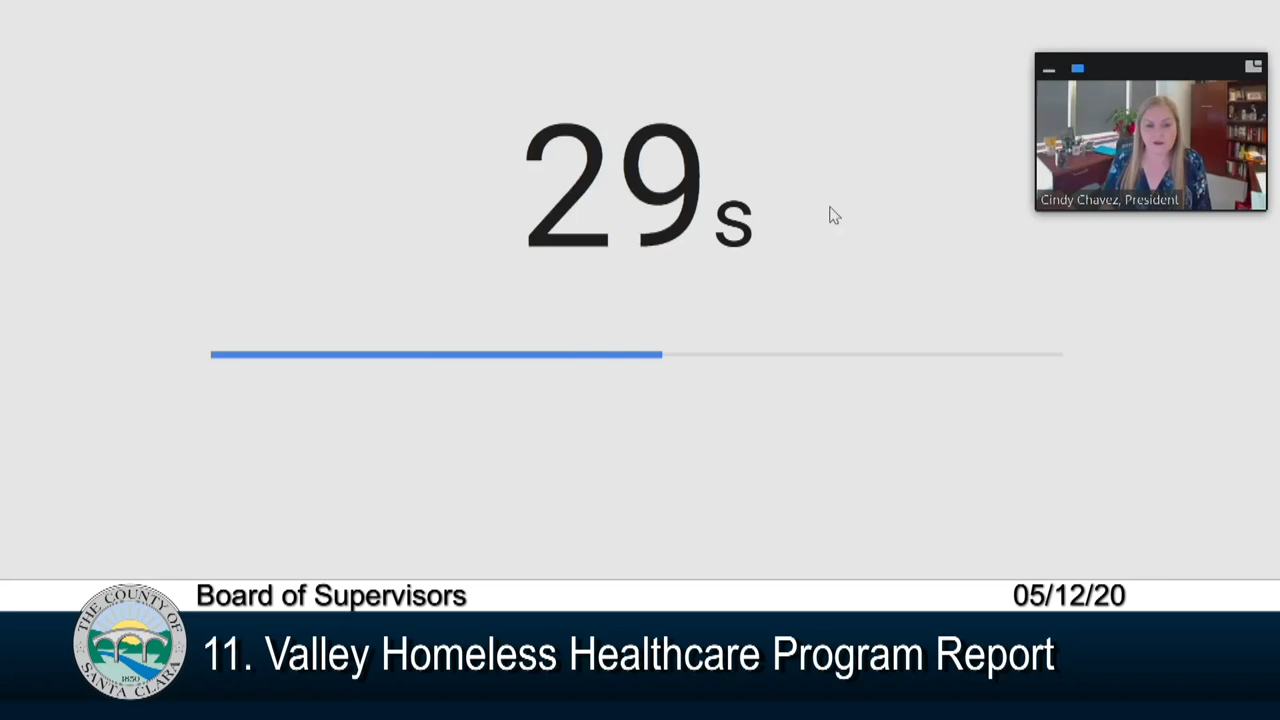 29s
Cindy Chavez, President
Board of Supervisors
05/12/20
THE COUNTY OF
SANTA CLARA
1850
11. Valley Homeless Healthcare Program Report